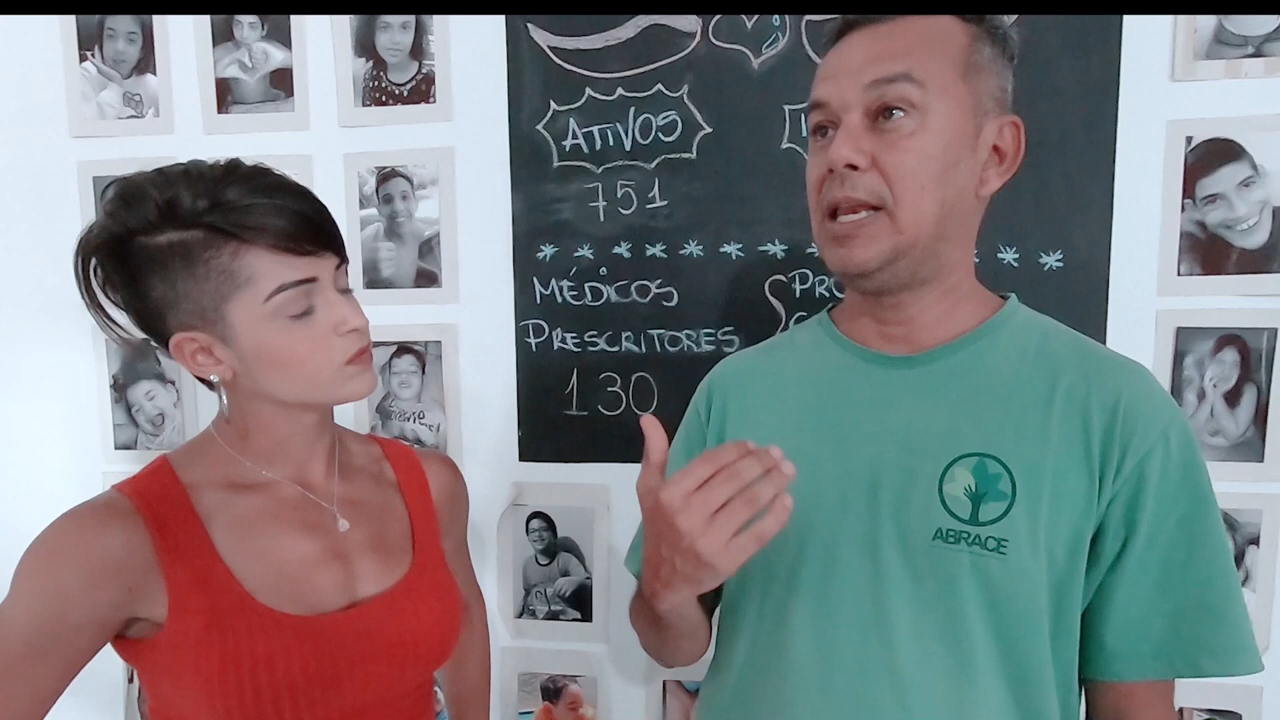 ATIVOS
751
MÉDICOS
PRESCRITORES
130
ABRACE